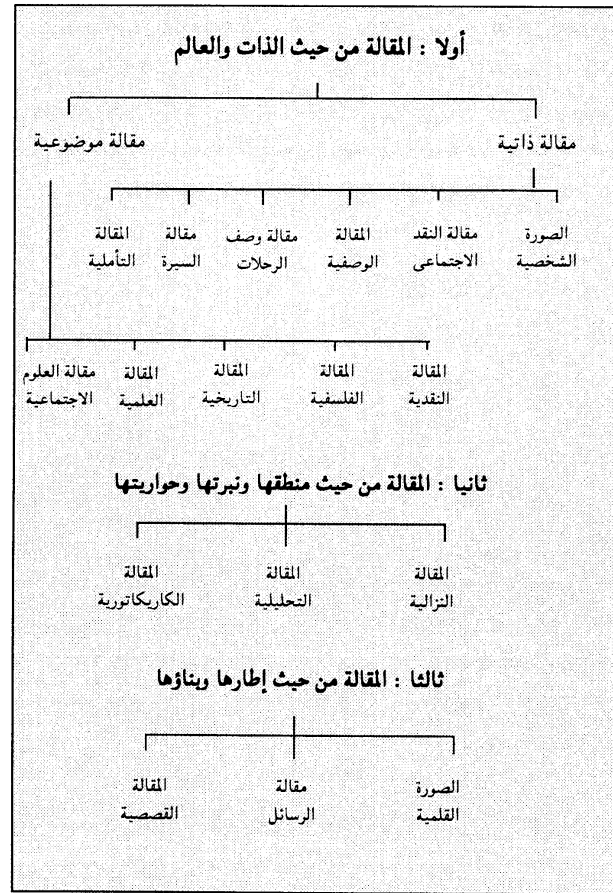 أولا : المقالة من حيث الذات والعالم
مقالة ذاتية
مقالة موضوعية
الصورة
الشخصية
مقالة النقد
الاجتماعى
المقالة
الوصفية
مقالة وصف
الرحلات
مقالة
السيرة
المقالة
التأملية
المقالة
النقدية
المقالة
الفلسفية
المقالة
التاريخية
المقالة
العلمية
مقالة العلوم
الاجتماعية
ثانيا : المقالة من حيث منطقها ونبرتها وحواريتها
المقالة
النزالية
المقالة
التحليلية
المقالة
الكاريكاتورية
ثالثا : المقالة من حيث إطارها وبناؤها
الصورة
القلمية
مقالة
الرسائل
المقالة
القصصية